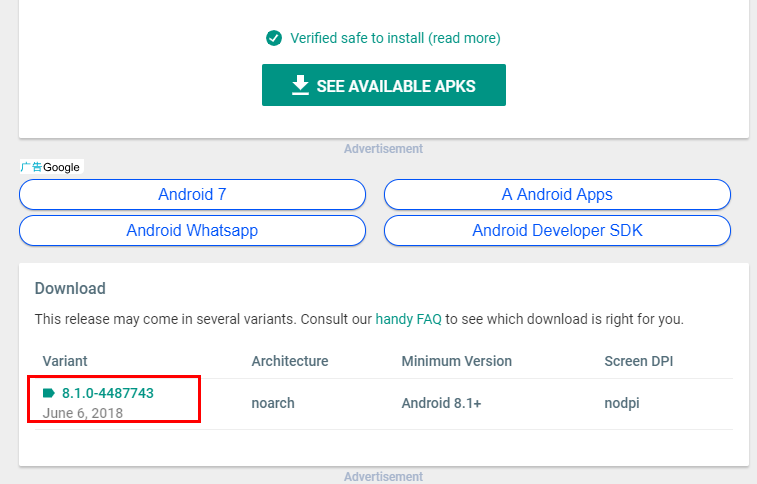 Verified safe to install (read more)
SEE AVAILABLE APKS
Advertisement
广告Google
Android 7
A Android Apps
Android Whatsapp
Android Developer SDK
Download
This release may come in several variants. Consult our handy FAQ to see which download is right for you.
Variant Architecture Minimum Version Screen DPI
8.1.0-4487743
June 6, 2018
noarch Android 8.1+ nodpi
Advertisement